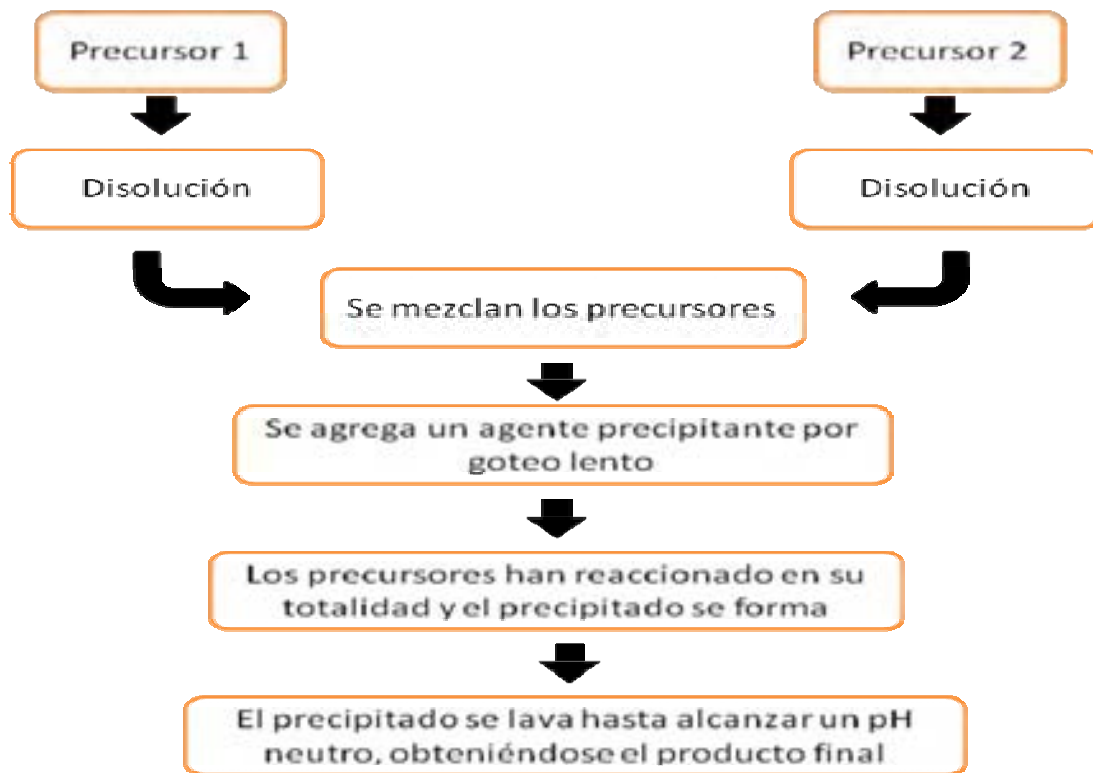 Precursor 1
Precursor 2
Disolución
Disolución
Se mezclan los precursores
Se agrega un agente precipitante por
goteo lento
Los precursores han reaccionado en su
totalidad y el precipitado se forma
El precipitado se lava hasta alcanzar un pH
neutro, obteniéndose el producto final